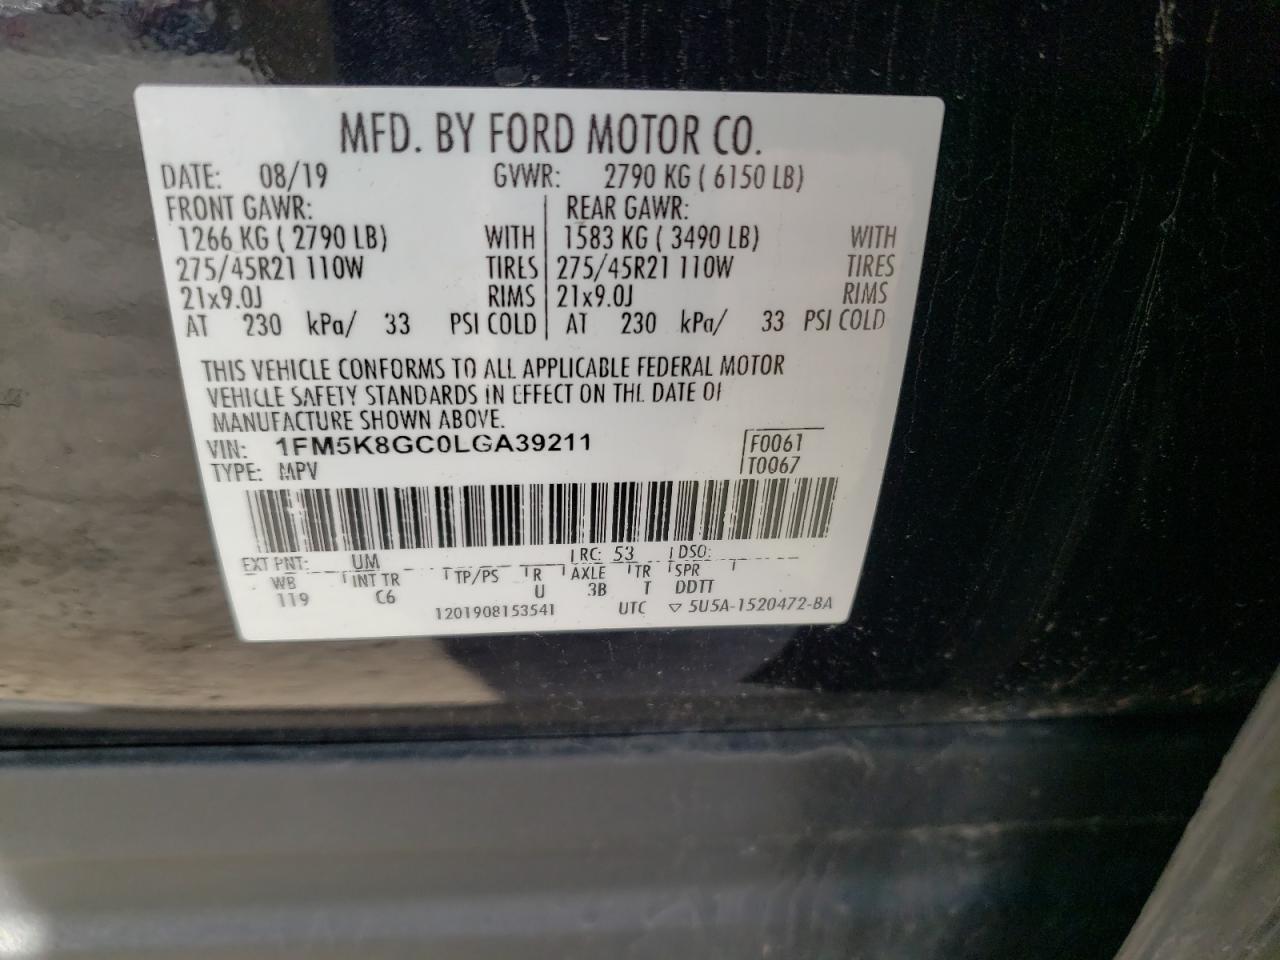 MFD. BY FORD MOTOR CO.
DATE: 08/19 GVWR: 2790 KG ( 6150 LB)
FRONT GAWR: REAR GAWR:
1266 KG ( 2790 LB) WITH 1583 KG ( 3490 LB) WITH
275/45R21 110W TIRES 275/45R21 110W TIRES
21x9.0J RIMS 21x9.0J RIMS
AT 230 kPa/ 33 PSI COLD AT 230 kPa/ 33 PSI COLD
THIS VEHICLE CONFORMS TO ALL APPLICABLE FEDERAL MOTOR
VEHICLE SAFETY STANDARDS IN EFFECT ON THE DATE OF
MANUFACTURE SHOWN ABOVE.
VIN: 1FM5K8GC0LGA39211 F0061
TYPE: MPV T0067
EXT PNT: UM RC: 53 DSO:
WB INT TR TP/PS R AXLE TR SPR
119 C6 U 3B T DDTT
1201908153541 UTC ▽ 5U5A-1520472-BA